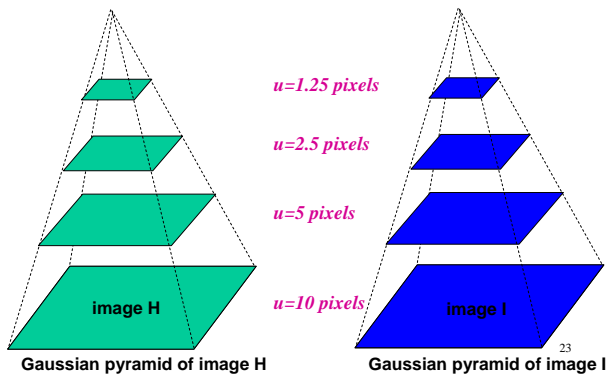 u=1.25 pixels
u=2.5 pixels
u=5 pixels
image H
u=10 pixels
image I
23
Gaussian pyramid of image H
Gaussian pyramid of image I